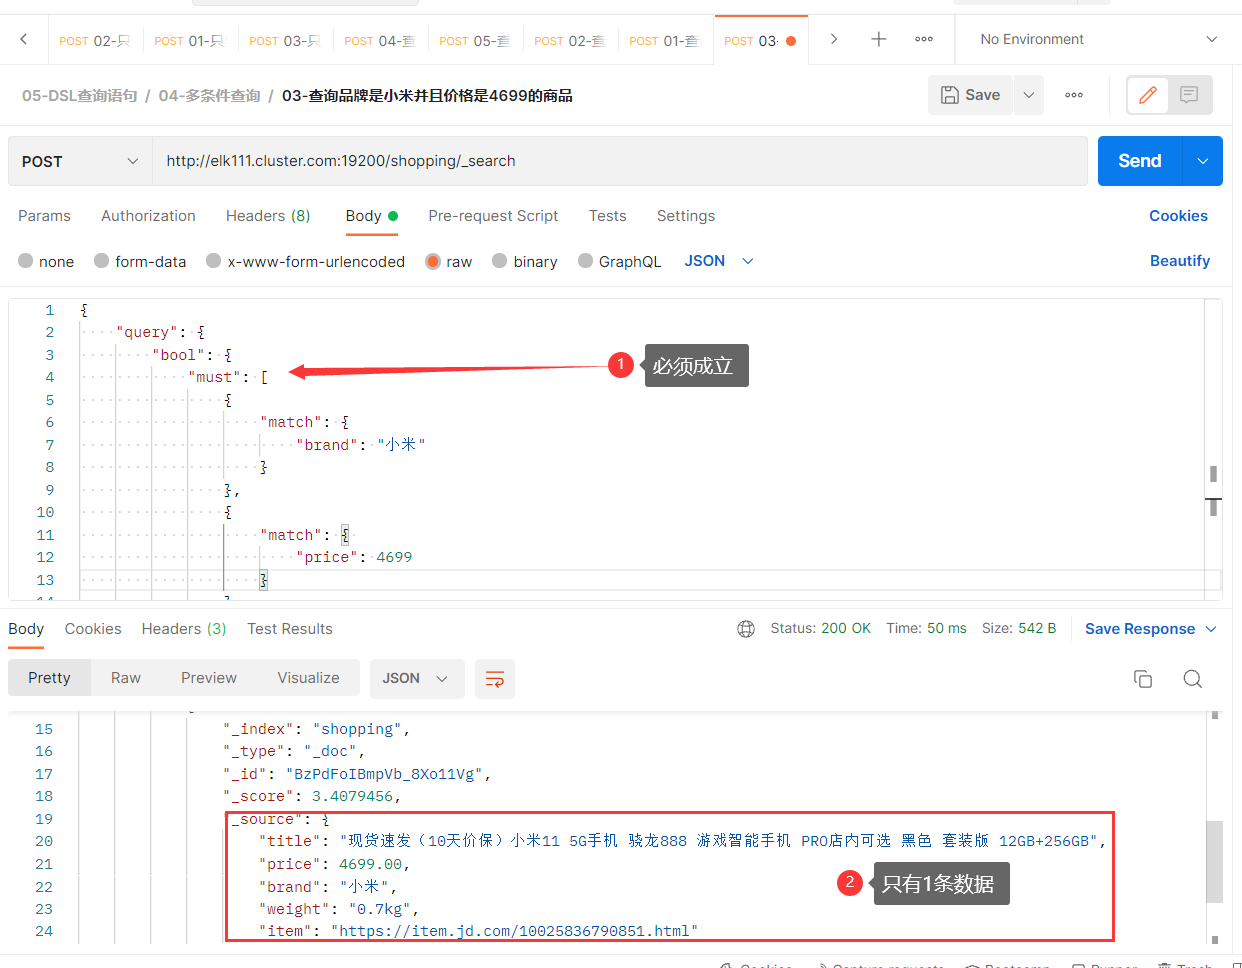 POST 02-只
POST 01-只
POST 03-只
POST 04-查
POST 05-查
POST 02-查
POST 01-查
POST 03-
No Environment
05-DSL查询语句 / 04-多条件查询 / 03-查询品牌是小米并且价格是4699的商品
Save
POST
http://elk111.cluster.com:19200/shopping/_search
Send
Params Authorization Headers (8) Body Pre-request Script Tests Settings Cookies
none form-data x-www-form-urlencoded raw binary GraphQL JSON Beautify
1 {
2 "query": {
3 "bool": {
1 必须成立
4 "must": [
5 {
6 "match": {
7 "brand": "小米"
8 }
9 },
10 {
11 "match": {
12 "price": 4699
13 }
Body Cookies Headers (3) Test Results Status: 200 OK Time: 50 ms Size: 542 B Save Response
Pretty Raw Preview Visualize JSON
15 "_index": "shopping",
16 "_type": "_doc",
17 "_id": "BzPdFoIBmpVb_8Xo11Vg",
18 "_score": 3.4079456,
19 _source": {
20 "title": "现货速发（10天价保）小米11 5G手机 骁龙888 游戏智能手机 PRO店内可选 黑色 套装版 12GB+256GB",
21 "price": 4699.00,
22 "brand": "小米",
2 只有1条数据
23 "weight": "0.7kg",
24 "item": "https://item.jd.com/10025836790851.html"